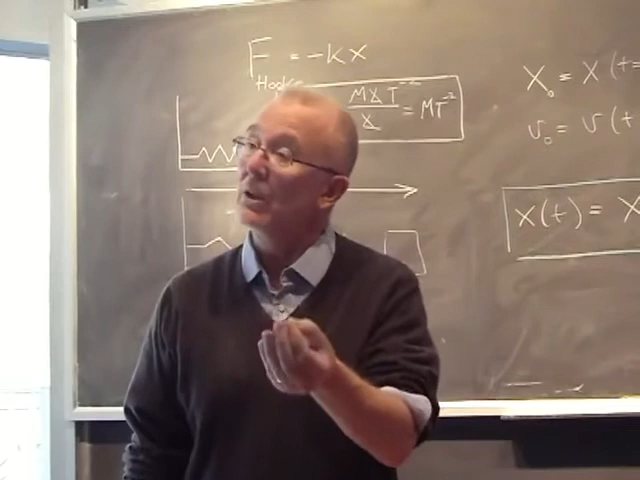 F = -kx
Hooke
MLT⁻²
= MT⁻²
L
x₀ = x(t=
v₀ = v(t
x(t) = x